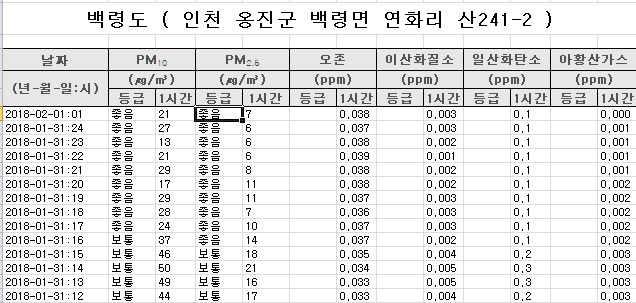 백령도 ( 인천 옹진군 백령면 연화리 산241-2 )
날짜 PM10 PM2.5 오존 이산화질소 일산화탄소 아황산가스
(년-월-일:시) (㎍/㎥) (㎍/㎥) (ppm) (ppm) (ppm) (ppm)
등급 1시간 등급 1시간 등급 1시간 등급 1시간 등급 1시간 등급 1시간
2018-02-01:01 좋음 21 좋음 7 0,038 0,003 0,1 0,000
2018-01-31:24 좋음 27 좋음 6 0,037 0,003 0,1 0,001
2018-01-31:23 좋음 13 좋음 6 0,038 0,002 0,1 0,001
2018-01-31:22 좋음 21 좋음 6 0,039 0,001 0,1 0,001
2018-01-31:21 좋음 29 좋음 8 0,038 0,002 0,1 0,001
2018-01-31:20 좋음 17 좋음 11 0,037 0,003 0,1 0,002
2018-01-31:19 좋음 29 좋음 11 0,037 0,003 0,1 0,002
2018-01-31:18 좋음 28 좋음 7 0,036 0,003 0,1 0,002
2018-01-31:17 좋음 24 좋음 10 0,037 0,003 0,1 0,002
2018-01-31:16 보통 37 좋음 14 0,037 0,002 0,1 0,002
2018-01-31:15 보통 46 보통 18 0,035 0,004 0,2 0,003
2018-01-31:14 보통 50 보통 21 0,034 0,005 0,3 0,003
2018-01-31:13 보통 49 보통 16 0,033 0,005 0,3 0,003
2018-01-31:12 보통 44 보통 17 0,033 0,004 0,2 0,003